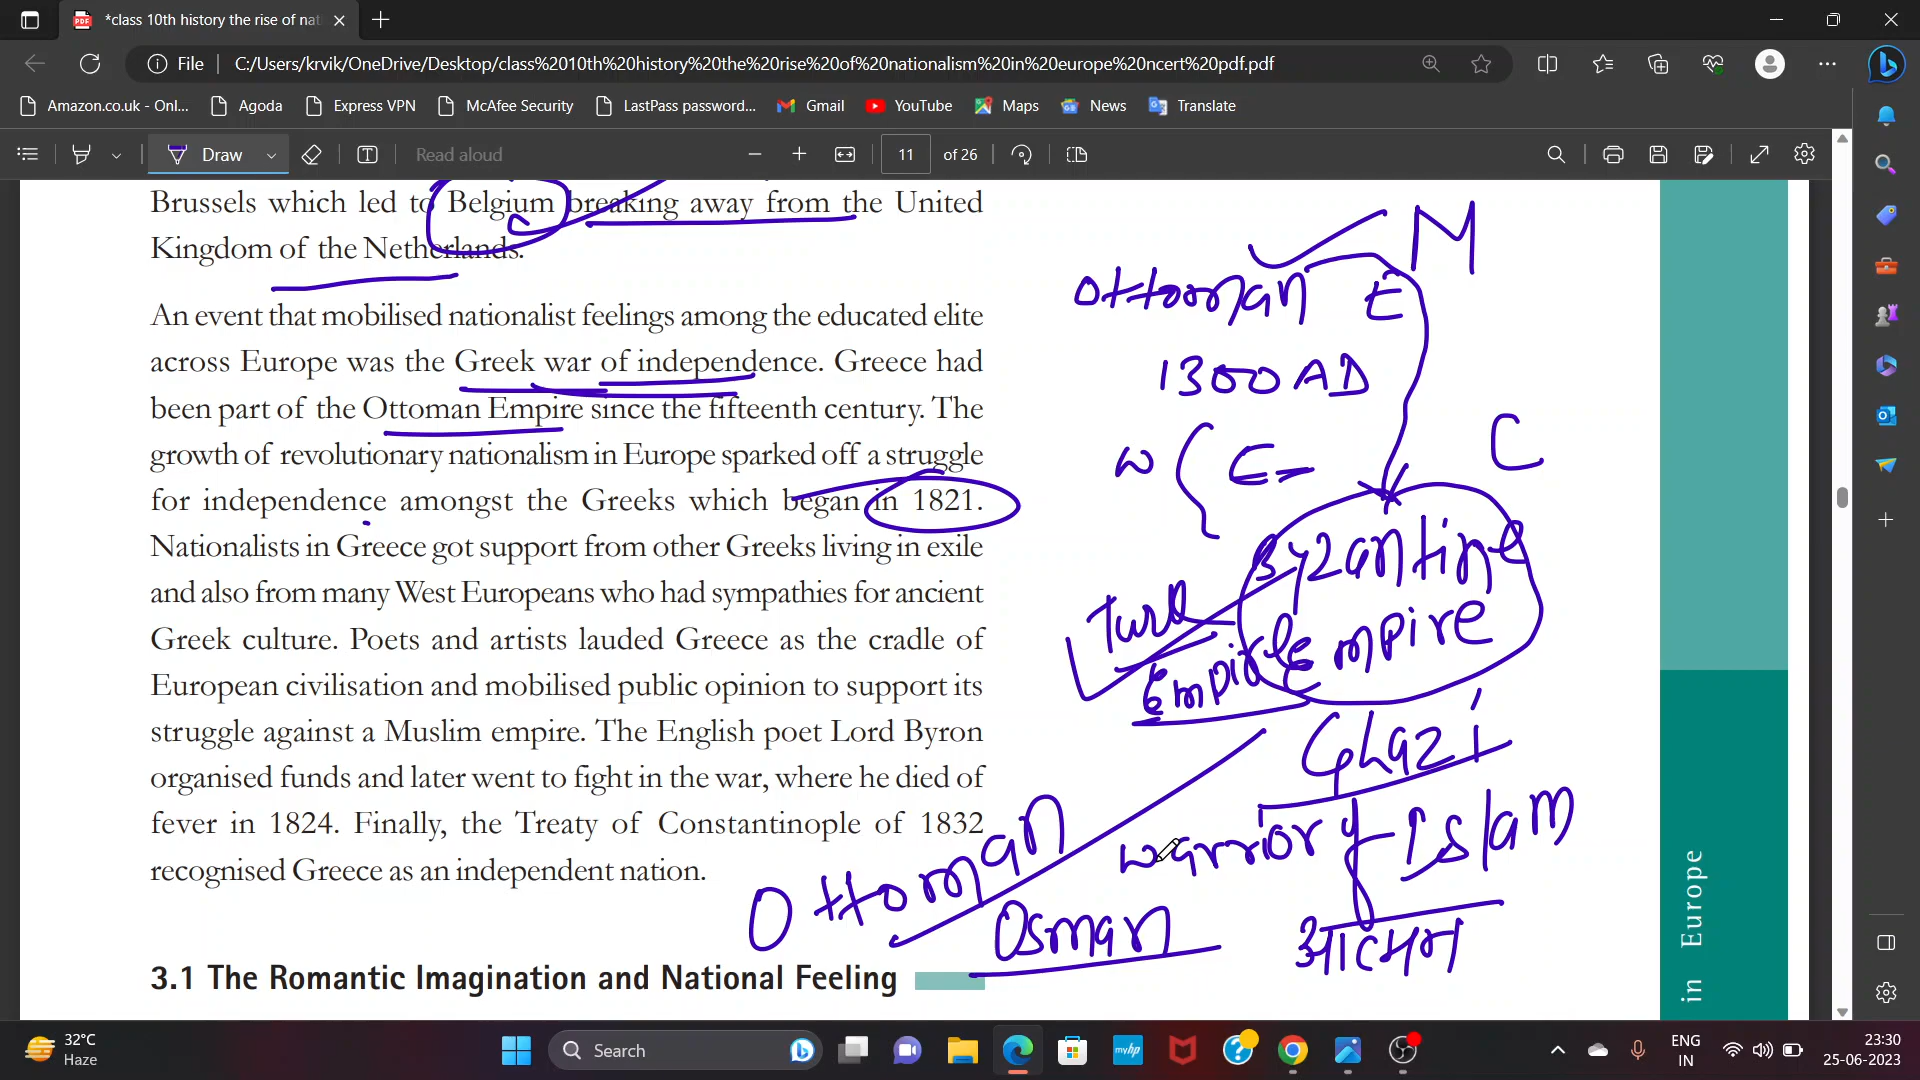 *class 10th history the rise of nat
File
C:/Users/krvik/OneDrive/Desktop/class%2010th%20history%20the%20rise%20of%20nationalism%20in%20europe%20ncert%20pdf.pdf
Amazon.co.uk - Onl... Agoda Express VPN McAfee Security LastPass password... Gmail YouTube Maps News Translate
Draw Read aloud 11 of 26
Brussels which led to Belgium breaking away from the United
Kingdom of the Netherlands.
An event that mobilised nationalist feelings among the educated elite
across Europe was the Greek war of independence. Greece had
been part of the Ottoman Empire since the fifteenth century. The
growth of revolutionary nationalism in Europe sparked off a struggle
for independence amongst the Greeks which began in 1821.
Nationalists in Greece got support from other Greeks living in exile
and also from many West Europeans who had sympathies for ancient
Greek culture. Poets and artists lauded Greece as the cradle of
European civilisation and mobilised public opinion to support its
struggle against a Muslim empire. The English poet Lord Byron
organised funds and later went to fight in the war, where he died of
fever in 1824. Finally, the Treaty of Constantinople of 1832
recognised Greece as an independent nation.
3.1 The Romantic Imagination and National Feeling
M
Ottoman E
1300 AD
W E C
Byzantine
Empire
Turk
Empire
Ghazi
Warrior of Islam
Ottoman
Osman
in Europe
32°C
Haze
Search
myhp
ENG
IN
23:30
25-06-2023